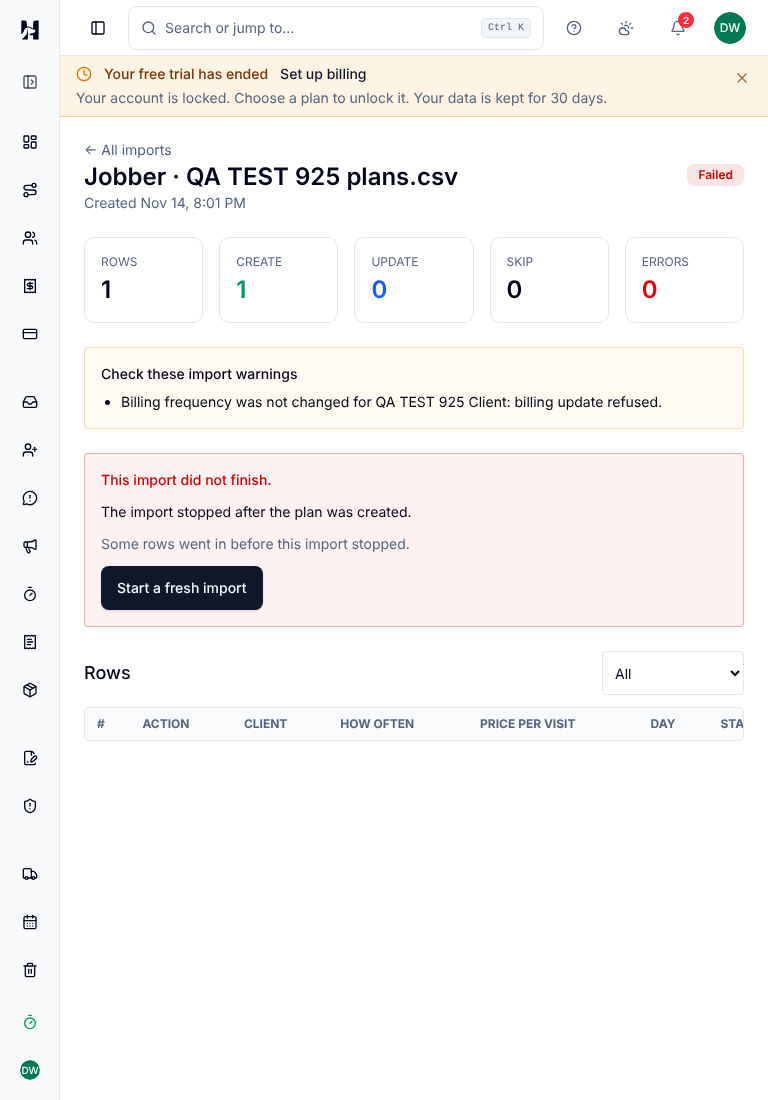 Search or jump to...
Ctrl K
2
DW
Your free trial has ended Set up billing
Your account is locked. Choose a plan to unlock it. Your data is kept for 30 days.
← All imports
Jobber · QA TEST 925 plans.csv
Failed
Created Nov 14, 8:01 PM
ROWS
1
CREATE
1
UPDATE
0
SKIP
0
ERRORS
0
Check these import warnings
• Billing frequency was not changed for QA TEST 925 Client: billing update refused.
This import did not finish.
The import stopped after the plan was created.
Some rows went in before this import stopped.
Start a fresh import
Rows
All
# ACTION CLIENT HOW OFTEN PRICE PER VISIT DAY STA
DW